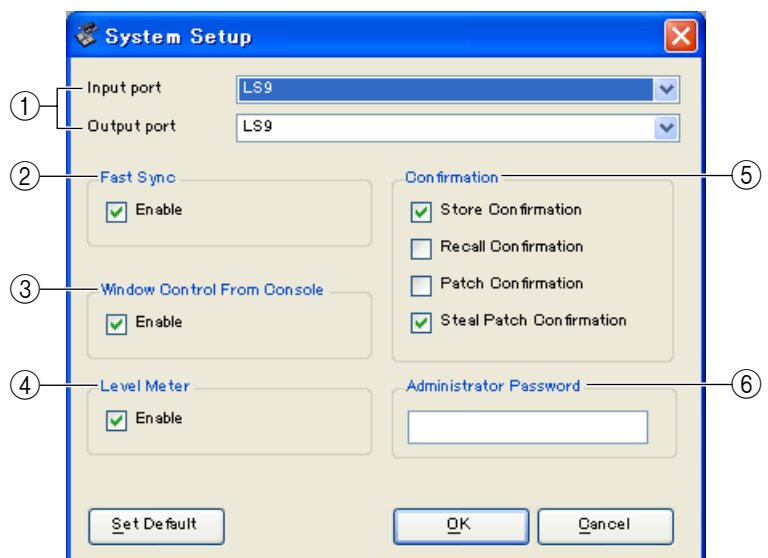 System Setup
① Input port LS9
Output port LS9
② Fast Sync
Enable
③ Window Control From Console
Enable
④ Level Meter
Enable
Confirmation ⑤
Store Confirmation
Recall Confirmation
Patch Confirmation
Steal Patch Confirmation
Administrator Password ⑥
Set Default
OK
Cancel